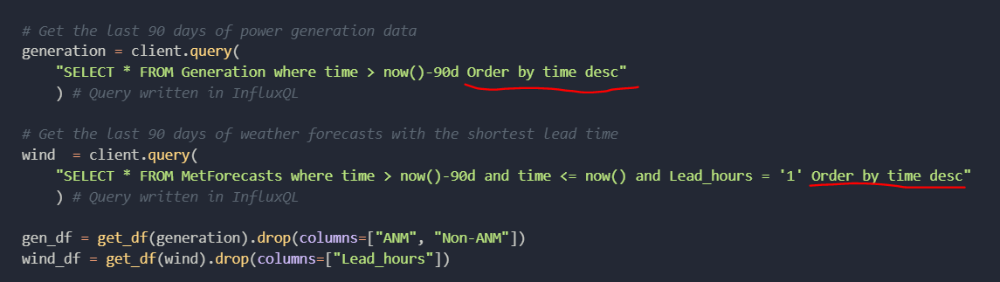 # Get the last 90 days of power generation data
generation = client.query(
"SELECT * FROM Generation where time > now()-90d Order by time desc"
) # Query written in InfluxQL
# Get the last 90 days of weather forecasts with the shortest lead time
wind  = client.query(
"SELECT * FROM MetForecasts where time > now()-90d and time <= now() and Lead_hours = '1' Order by time desc"
) # Query written in InfluxQL
gen_df = get_df(generation).drop(columns=["ANM", "Non-ANM"])
wind_df = get_df(wind).drop(columns=["Lead_hours"])